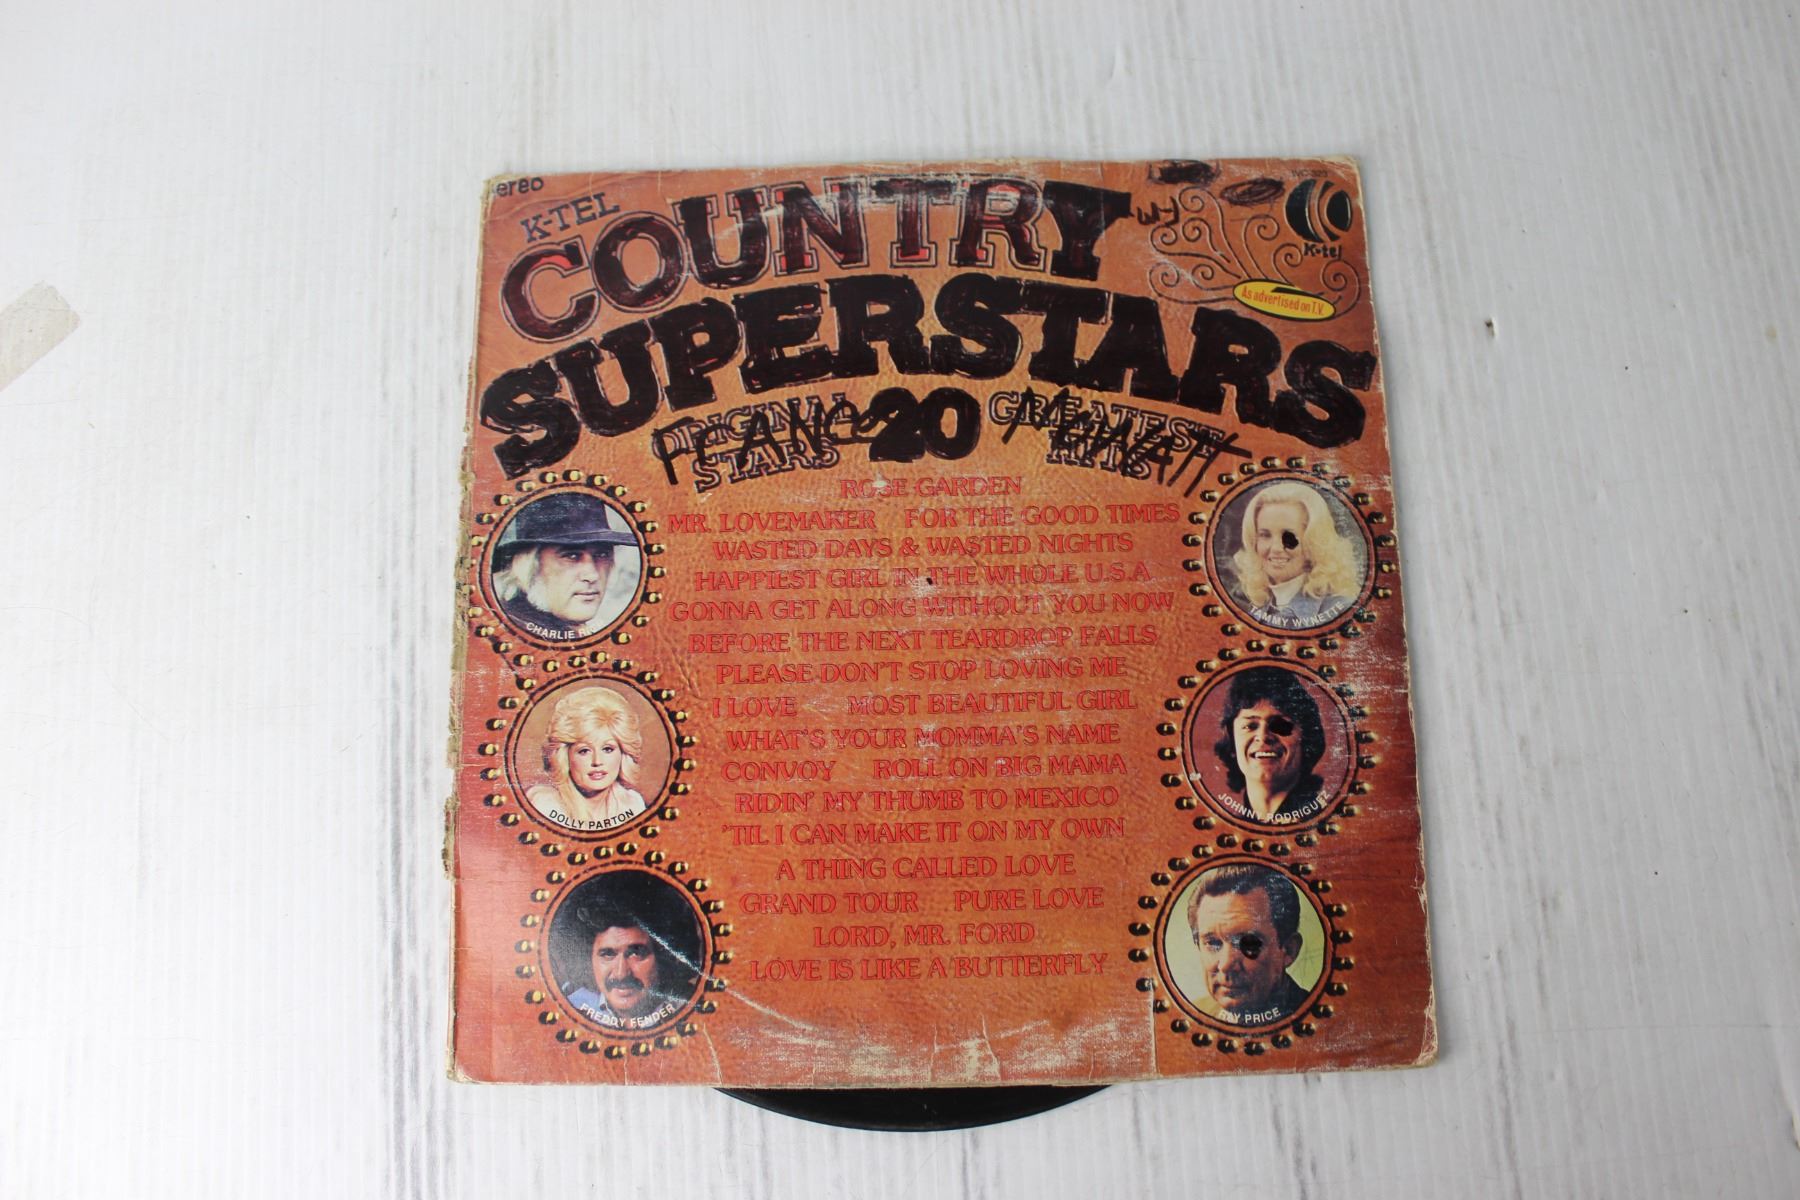 ereo
K-TEL
COUNTRY
K-tel
As advertised on T.V.
SUPERSTARS
ORIGINAL STARS
20
GREATEST HITS
ROSE GARDEN
MR. LOVEMAKER FOR THE GOOD TIMES
WASTED DAYS & WASTED NIGHTS
HAPPIEST GIRL IN THE WHOLE U.S.A
GONNA GET ALONG WITHOUT YOU NOW
BEFORE THE NEXT TEARDROP FALLS
PLEASE DON'T STOP LOVING ME
I LOVE MOST BEAUTIFUL GIRL
WHAT'S YOUR MOMMA'S NAME
CONVOY ROLL ON BIG MAMA
RIDIN' MY THUMB TO MEXICO
'TIL I CAN MAKE IT ON MY OWN
A THING CALLED LOVE
GRAND TOUR PURE LOVE
LORD, MR. FORD
LOVE IS LIKE A BUTTERFLY
CHARLIE
DOLLY PARTON
FREDDY FENDER
TAMMY WYNETTE
JOHNNY RODRIGUEZ
RAY PRICE